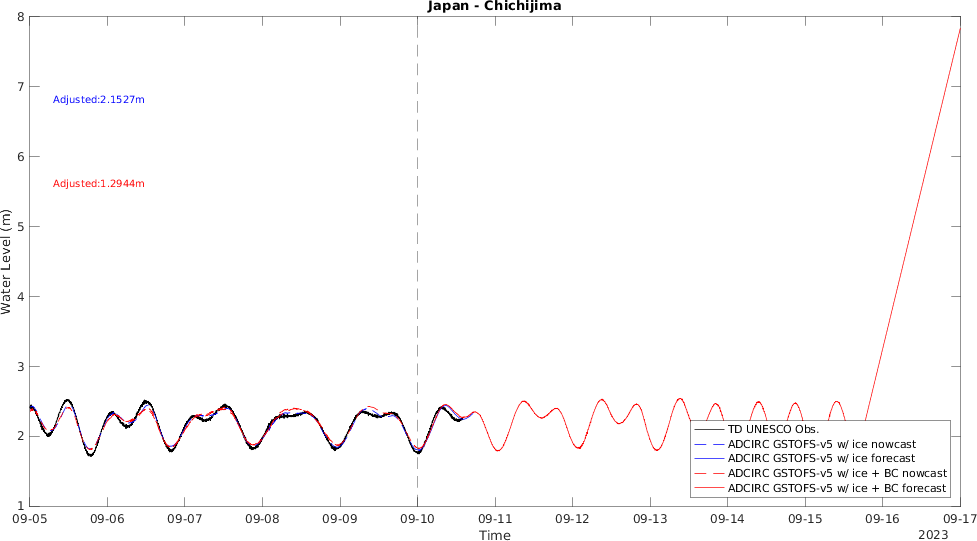 Japan - Chichijima
8
7
6
5
4
3
2
1
Water Level (m)
Adjusted:2.1527m
Adjusted:1.2944m
TD UNESCO Obs.
ADCIRC GSTOFS-v5 w/ ice nowcast
ADCIRC GSTOFS-v5 w/ ice forecast
ADCIRC GSTOFS-v5 w/ ice + BC nowcast
ADCIRC GSTOFS-v5 w/ ice + BC forecast
09-05 09-06 09-07 09-08 09-09 09-10 09-11 09-12 09-13 09-14 09-15 09-16 09-17
Time
2023